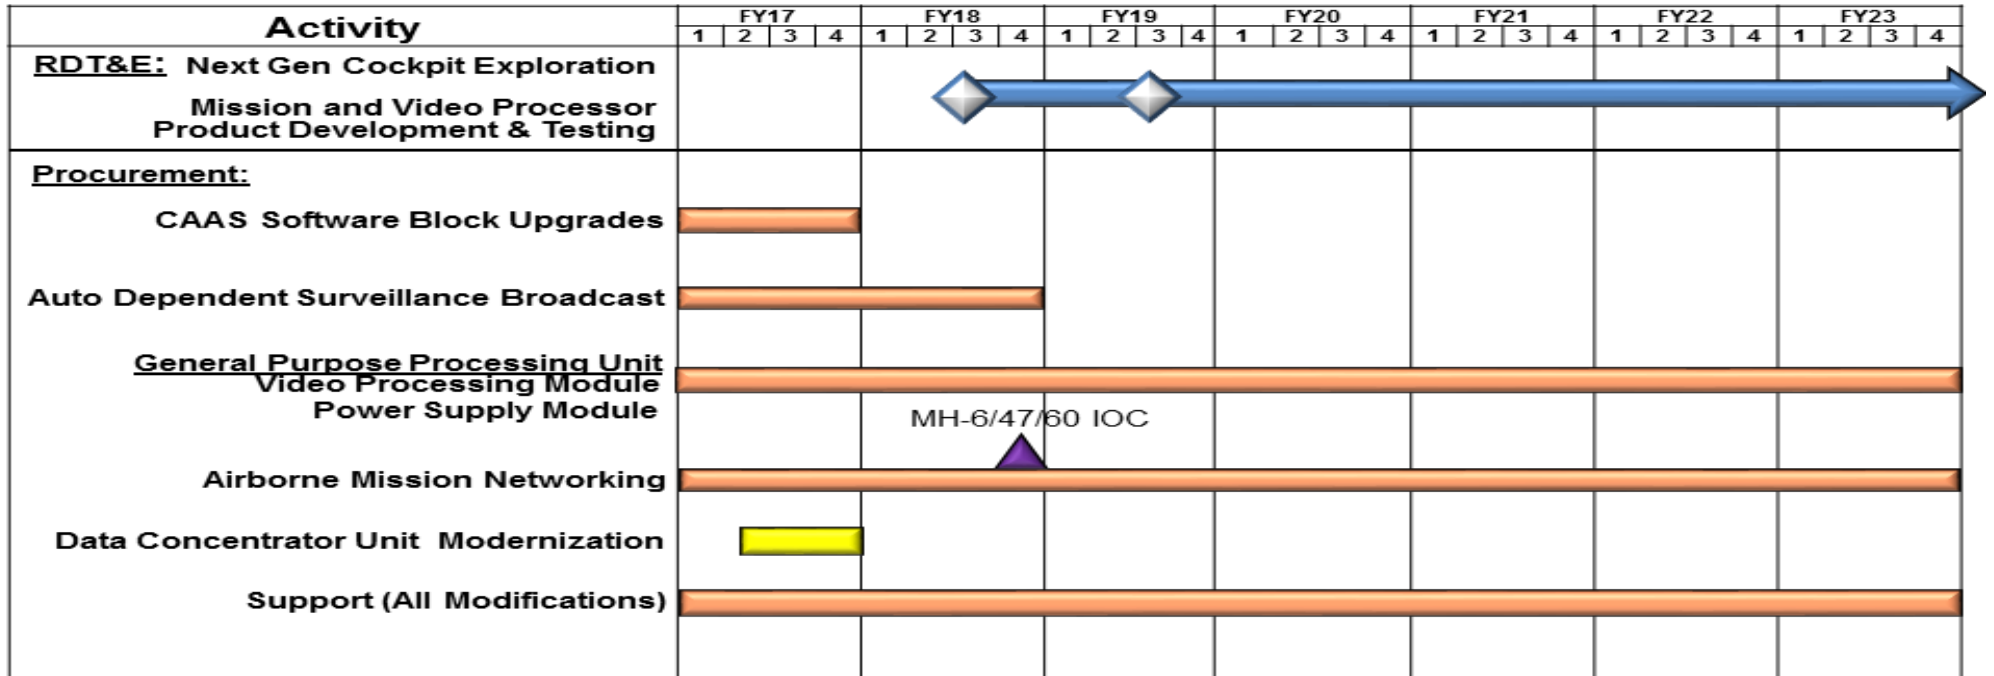 Activity
FY17 FY18 FY19 FY20 FY21 FY22 FY23
1 2 3 4 1 2 3 4 1 2 3 4 1 2 3 4 1 2 3 4 1 2 3 4 1 2 3 4
RDT&E: Next Gen Cockpit Exploration
Mission and Video Processor
Product Development & Testing
Procurement:
CAAS Software Block Upgrades
Auto Dependent Surveillance Broadcast
General Purpose Processing Unit
Video Processing Module
Power Supply Module
MH-6/47/60 IOC
Airborne Mission Networking
Data Concentrator Unit Modernization
Support (All Modifications)